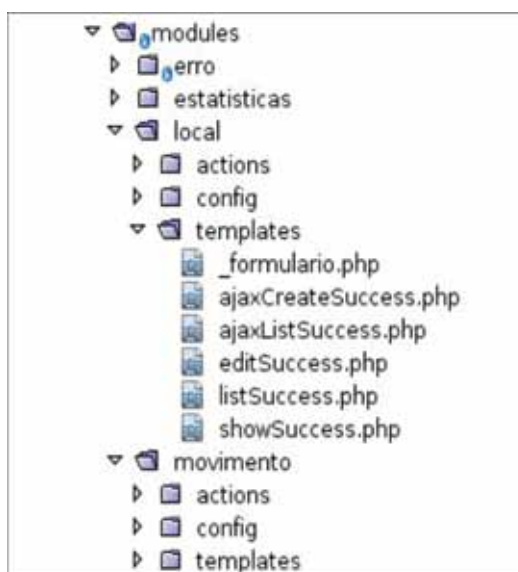 modules
erro
estatisticas
local
actions
config
templates
_formulario.php
ajaxCreateSuccess.php
ajaxListSuccess.php
editSuccess.php
listSuccess.php
showSuccess.php
movimento
actions
config
templates